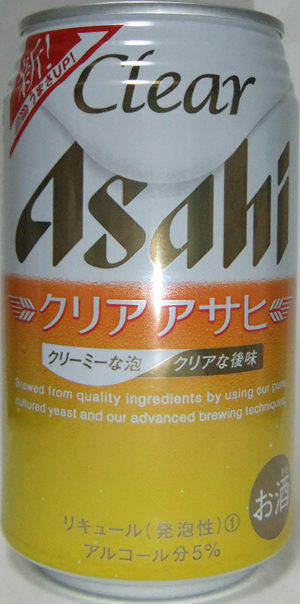 新!
うまさUP!
Clear
Asahi
クリア アサヒ
クリーミーな泡 クリアな後味
Brewed from quality ingredients by using our pure
cultured yeast and our advanced brewing techniques.
お酒
リキュール(発泡性)①
アルコール分5%